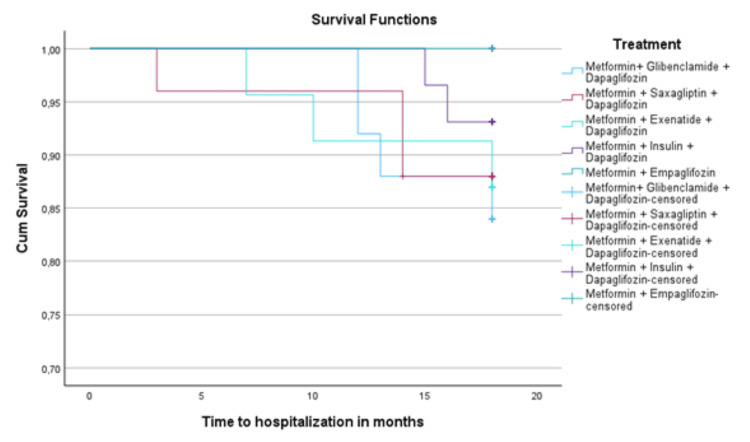 Survival Functions
Treatment
Metformin+ Glibenclamide +
Dapaglifozin
Metformin + Saxagliptin +
Dapaglifozin
Metformin + Exenatide +
Dapaglifozin
Metformin + Insulin +
Dapaglifozin
Metformin + Empaglifozin
Metformin+ Glibenclamide +
Dapaglifozin-censored
Metformin + Saxagliptin +
Dapaglifozin-censored
Metformin + Exenatide +
Dapaglifozin-censored
Metformin + Insulin +
Dapaglifozin-censored
Metformin + Empaglifozin-
censored
Cum Survival
1,00
0,95
0,90
0,85
0,80
0,75
0,70
0 5 10 15 20
Time to hospitalization in months